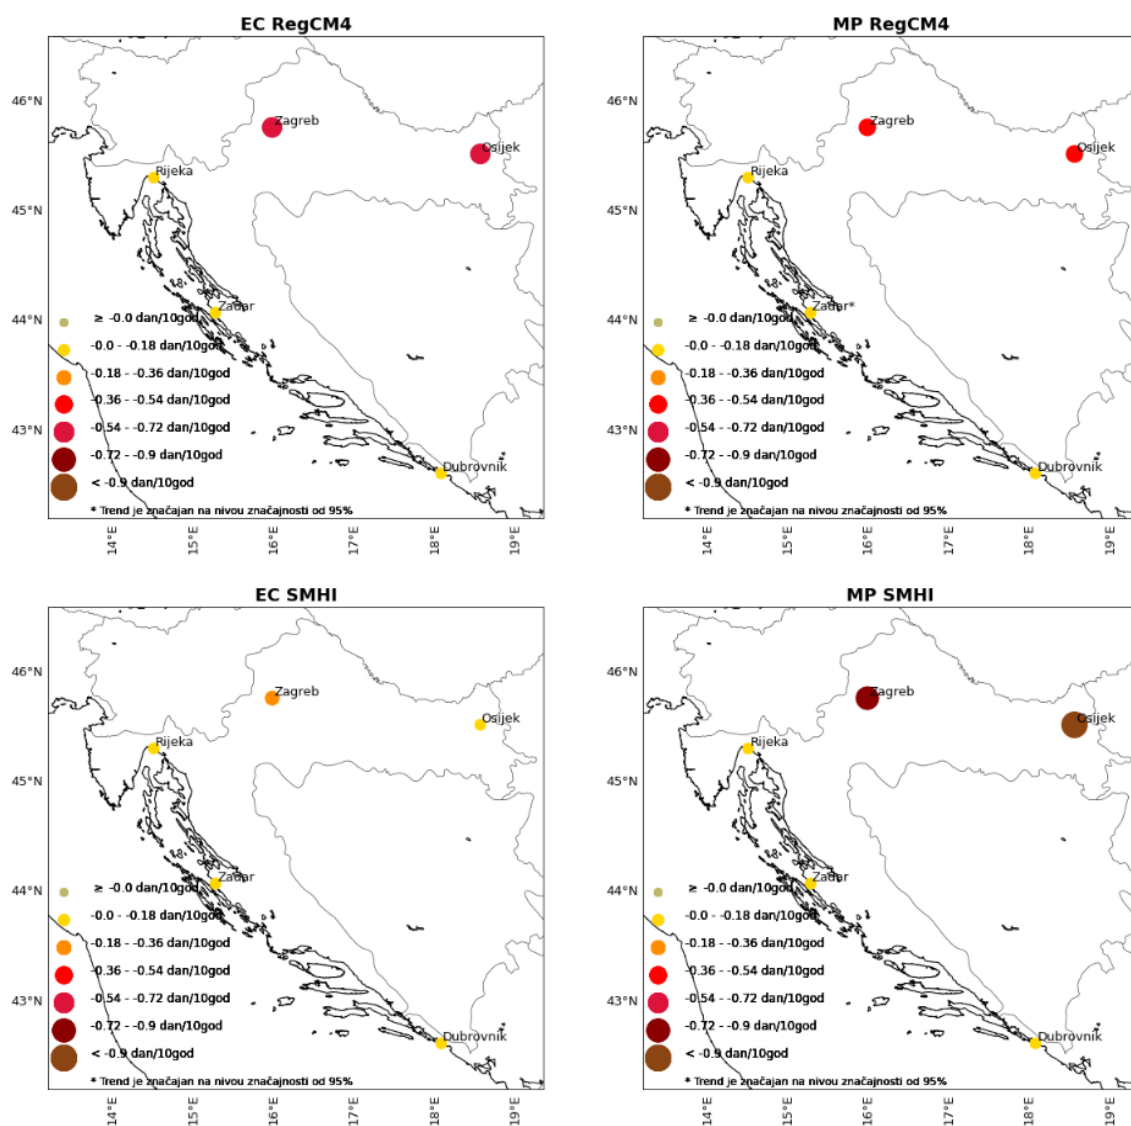 EC RegCM4
MP RegCM4
46°N
45°N
44°N
43°N
Zagreb
Osijek
Rijeka
Zadar
Dubrovnik
≥ -0.0 dan/10god
-0.0 - -0.18 dan/10god
-0.18 - -0.36 dan/10god
-0.36 - -0.54 dan/10god
-0.54 - -0.72 dan/10god
-0.72 - -0.9 dan/10god
< -0.9 dan/10god
* Trend je značajan na nivou značajnosti od 95%
14°E 15°E 16°E 17°E 18°E 19°E
Zagreb
Osijek
Rijeka
Zadar*
Dubrovnik
≥ -0.0 dan/10god
-0.0 - -0.18 dan/10god
-0.18 - -0.36 dan/10god
-0.36 - -0.54 dan/10god
-0.54 - -0.72 dan/10god
-0.72 - -0.9 dan/10god
< -0.9 dan/10god
* Trend je značajan na nivou značajnosti od 95%
14°E 15°E 16°E 17°E 18°E 19°E
EC SMHI
MP SMHI
46°N
45°N
44°N
43°N
Zagreb
Osijek
Rijeka
Zadar
Dubrovnik
≥ -0.0 dan/10god
-0.0 - -0.18 dan/10god
-0.18 - -0.36 dan/10god
-0.36 - -0.54 dan/10god
-0.54 - -0.72 dan/10god
-0.72 - -0.9 dan/10god
< -0.9 dan/10god
* Trend je značajan na nivou značajnosti od 95%
14°E 15°E 16°E 17°E 18°E 19°E
Zagreb
Osijek
Rijeka
Zadar
Dubrovnik
≥ -0.0 dan/10god
-0.0 - -0.18 dan/10god
-0.18 - -0.36 dan/10god
-0.36 - -0.54 dan/10god
-0.54 - -0.72 dan/10god
-0.72 - -0.9 dan/10god
< -0.9 dan/10god
* Trend je značajan na nivou značajnosti od 95%
14°E 15°E 16°E 17°E 18°E 19°E